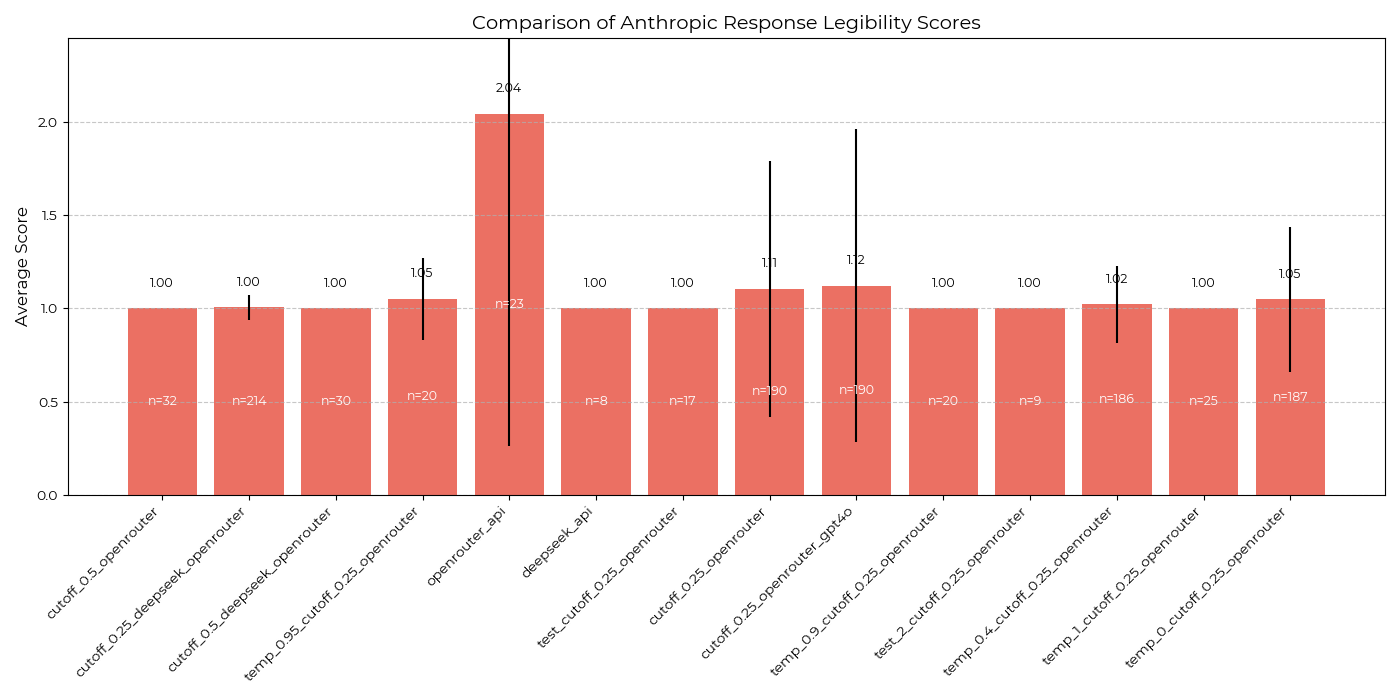 Comparison of Anthropic Response Legibility Scores
Average Score
2.0
1.5
1.0
0.5
0.0
1.00
1.00
1.00
1.05
2.04
1.00
1.00
1.11
1.12
1.00
1.00
1.02
1.00
1.05
n=32
n=214
n=30
n=20
n=23
n=8
n=17
n=190
n=190
n=20
n=9
n=186
n=25
n=187
cutoff_0.5_openrouter
cutoff_0.25_deepseek_openrouter
cutoff_0.5_deepseek_openrouter
temp_0.95_cutoff_0.25_openrouter
openrouter_api
deepseek_api
test_cutoff_0.25_openrouter
cutoff_0.25_openrouter
cutoff_0.25_openrouter_gpt4o
temp_0.9_cutoff_0.25_openrouter
test_2_cutoff_0.25_openrouter
temp_0.4_cutoff_0.25_openrouter
temp_1_cutoff_0.25_openrouter
temp_0_cutoff_0.25_openrouter